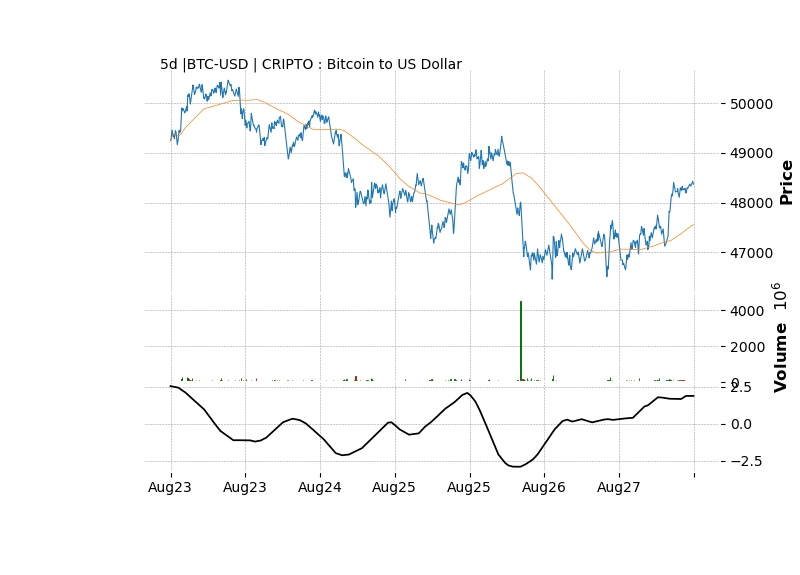 5d |BTC-USD | CRIPTO : Bitcoin to US Dollar
50000
49000
48000
47000
Price
4000
2000
0
Volume 10^6
2.5
0.0
−2.5
Aug23 Aug23 Aug24 Aug25 Aug25 Aug26 Aug27